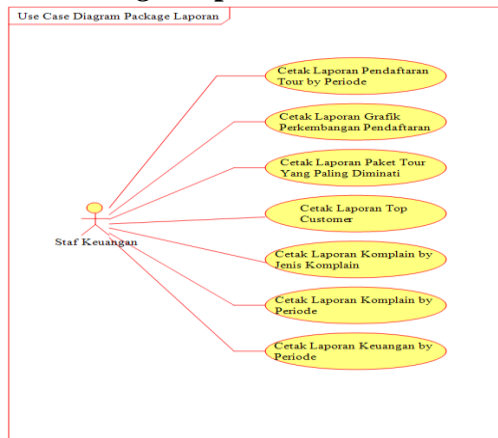 Use Case Diagram Package Laporan
Cetak Laporan Pendaftaran
Tour by Periode
Cetak Laporan Grafik
Perkembangan Pendaftaran
Cetak Laporan Paket Tour
Yang Paling Diminati
Cetak Laporan Top
Customer
Staf Keuangan
Cetak Laporan Komplain by
Jenis Komplain
Cetak Laporan Komplain by
Periode
Cetak Laporan Keuangan by
Periode